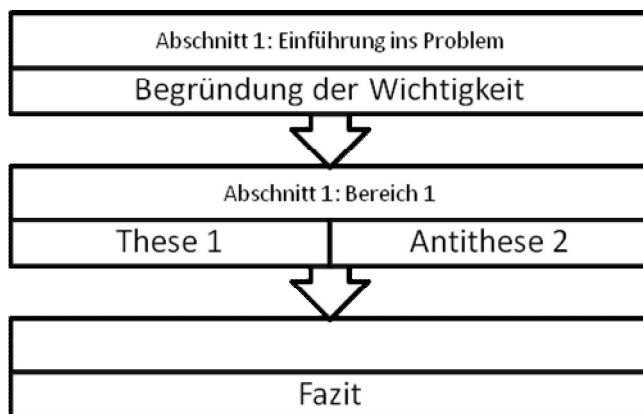 Abschnitt 1: Einführung ins Problem
Begründung der Wichtigkeit
Abschnitt 1: Bereich 1
These 1
Antithese 2
Fazit